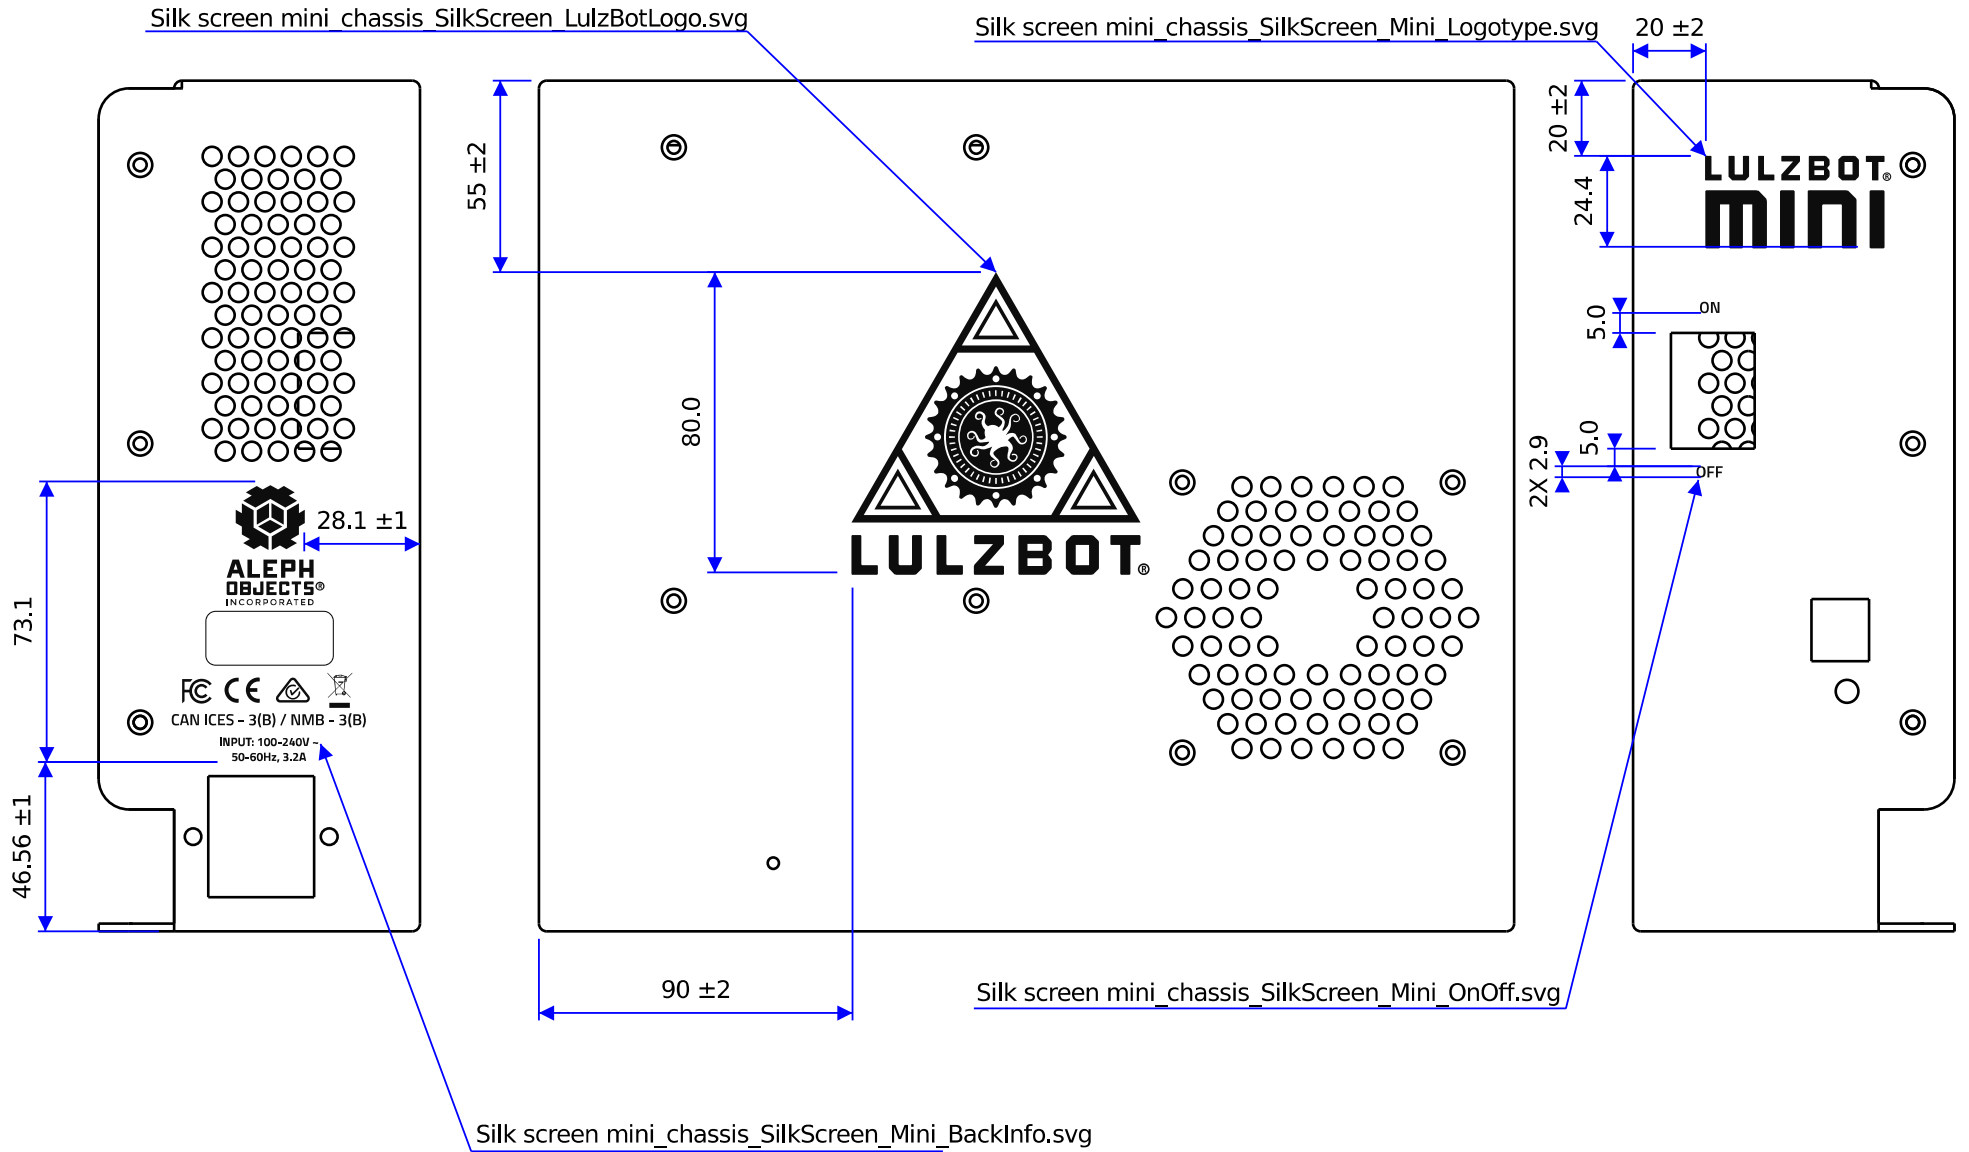 Silk screen mini_chassis_SilkScreen_LulzBotLogo.svg
Silk screen mini_chassis_SilkScreen_Mini_Logotype.svg
20 ±2
55 ±2
20 ±2
24.4
LULZBOT®
mini
ON
5.0
80.0
5.0
2X 2.9
OFF
28.1 ±1
ALEPH
OBJECTS®
INCORPORATED
LULZBOT®
73.1
FC CE
CAN ICES - 3(B) / NMB - 3(B)
INPUT: 100-240V ~
50-60Hz, 3.2A
46.56 ±1
90 ±2
Silk screen mini_chassis_SilkScreen_Mini_OnOff.svg
Silk screen mini_chassis_SilkScreen_Mini_BackInfo.svg